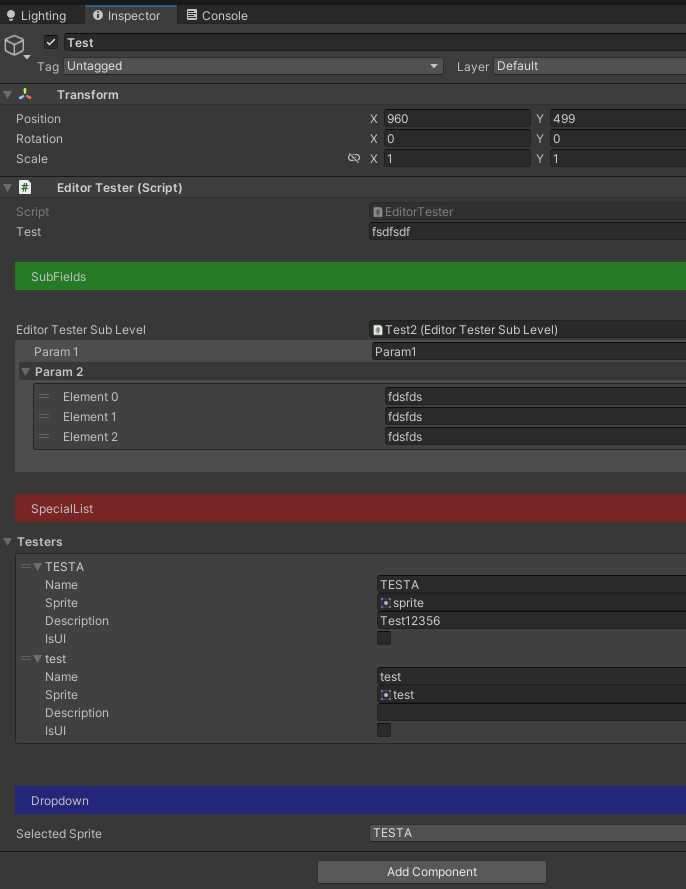 Lighting Inspector Console
Test
Tag Untagged Layer Default
Transform
Position X 960 Y 499
Rotation X 0 Y 0
Scale X 1 Y 1
# Editor Tester (Script)
Script # EditorTester
Test fsdfsdf
SubFields
Editor Tester Sub Level # Test2 (Editor Tester Sub Level)
Param 1 Param1
Param 2
Element 0 fdsfds
Element 1 fdsfds
Element 2 fdsfds
SpecialList
Testers
TESTA
Name TESTA
Sprite sprite
Description Test12356
IsUI
test
Name test
Sprite test
Description
IsUI
Dropdown
Selected Sprite TESTA
Add Component